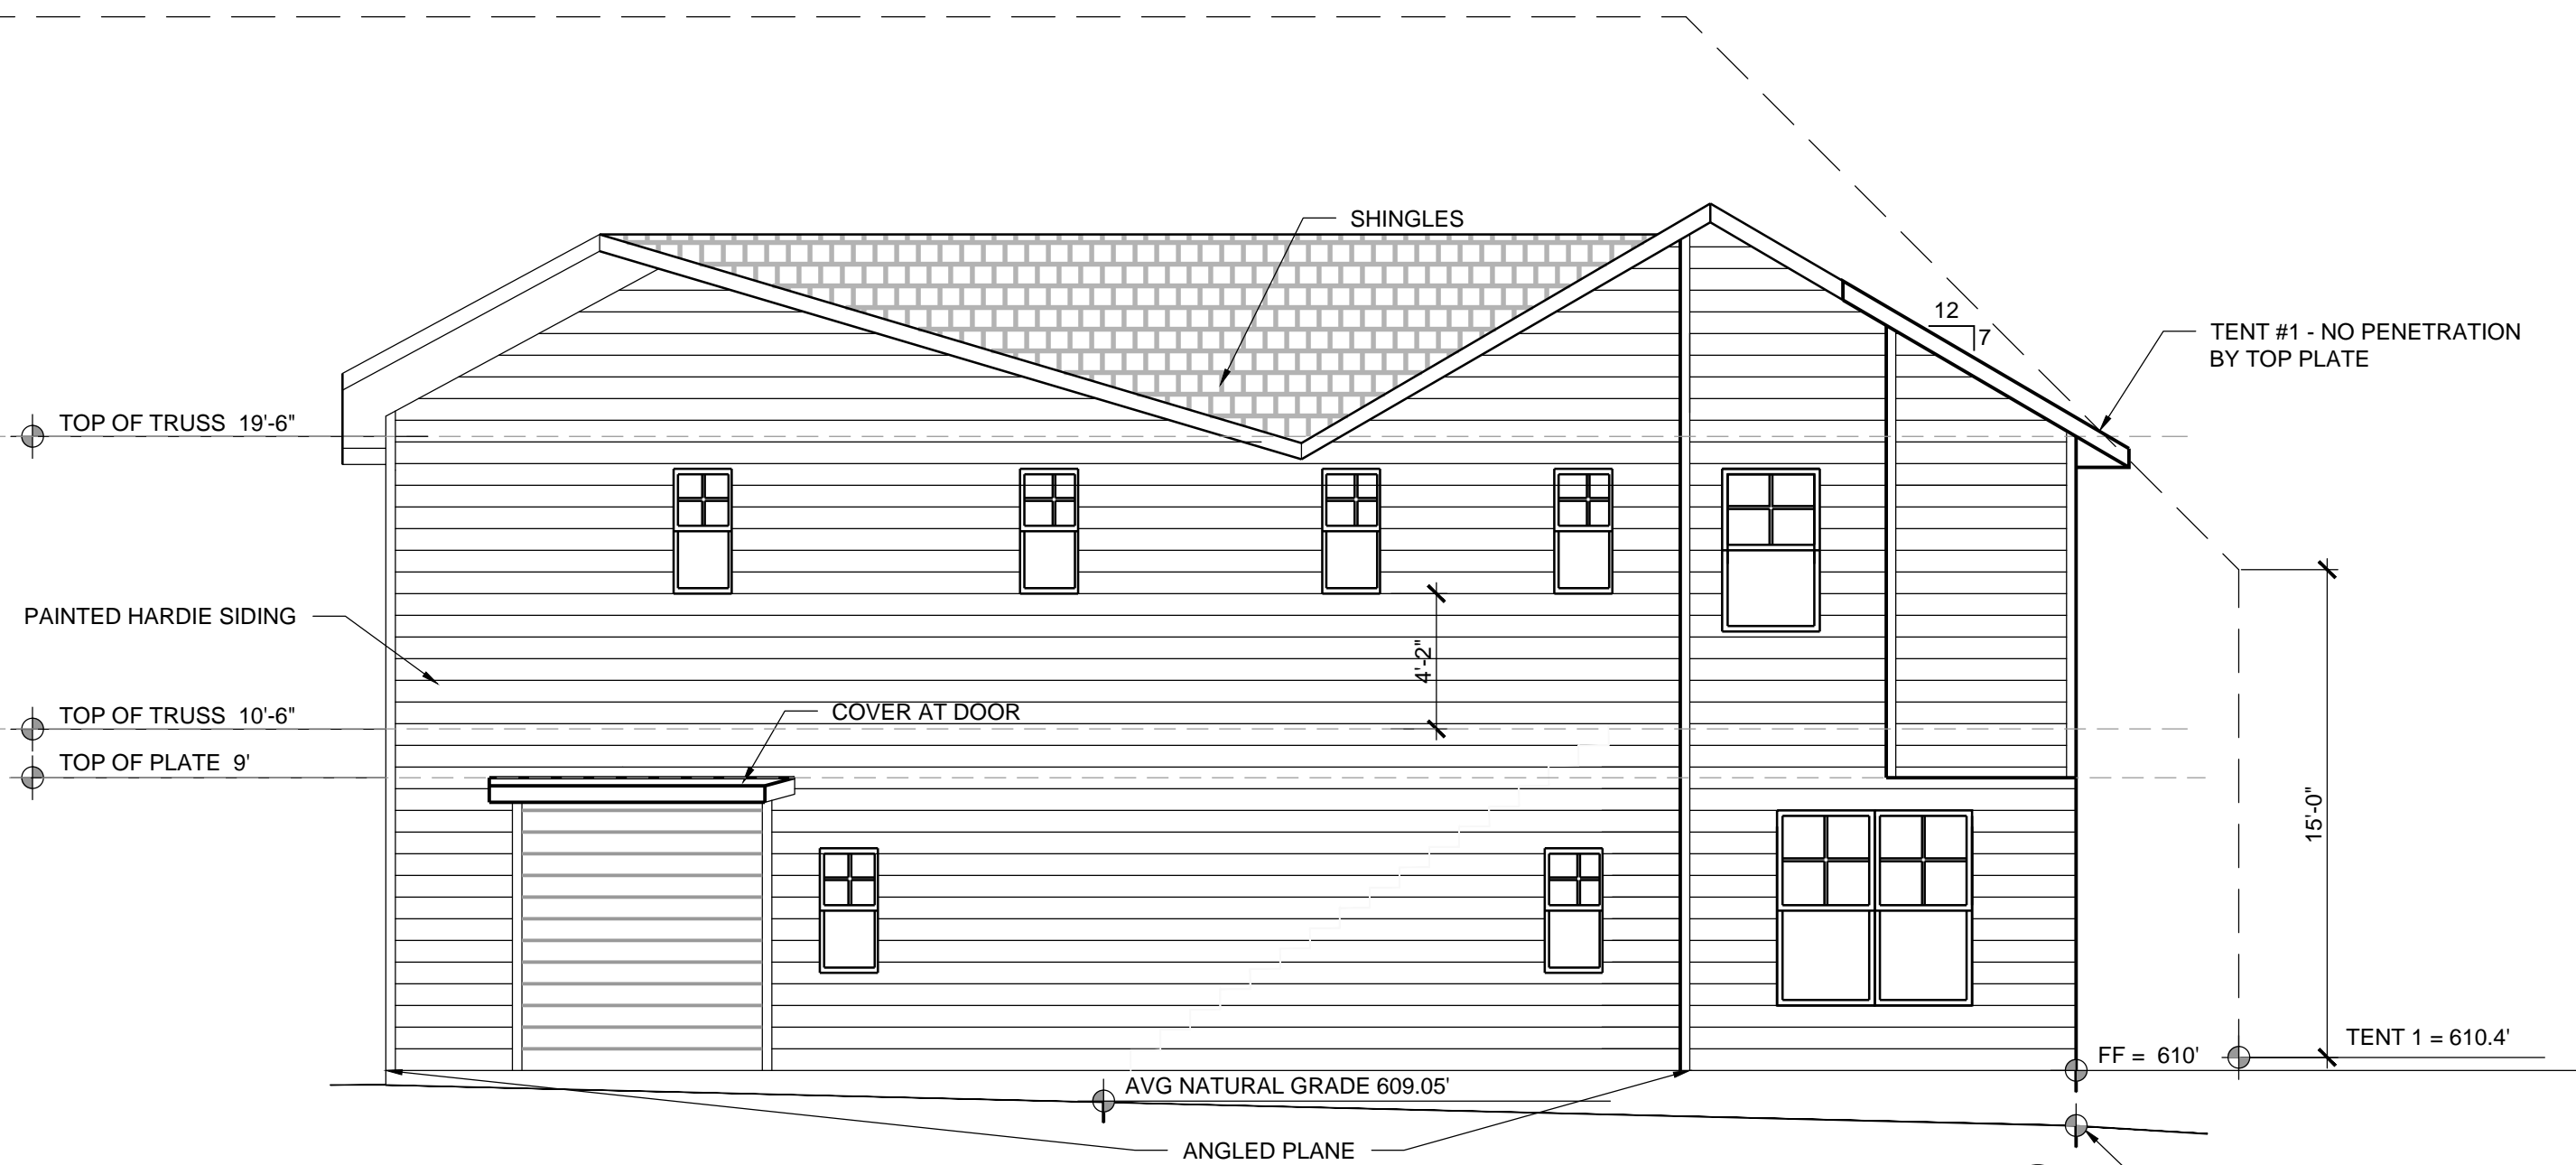 SHINGLES
12
7
TENT #1 - NO PENETRATION
BY TOP PLATE
TOP OF TRUSS 19'-6"
PAINTED HARDIE SIDING
4'-2"
TOP OF TRUSS 10'-6"
COVER AT DOOR
TOP OF PLATE 9'
15'-0"
TENT 1 = 610.4'
FF = 610'
AVG NATURAL GRADE 609.05'
ANGLED PLANE